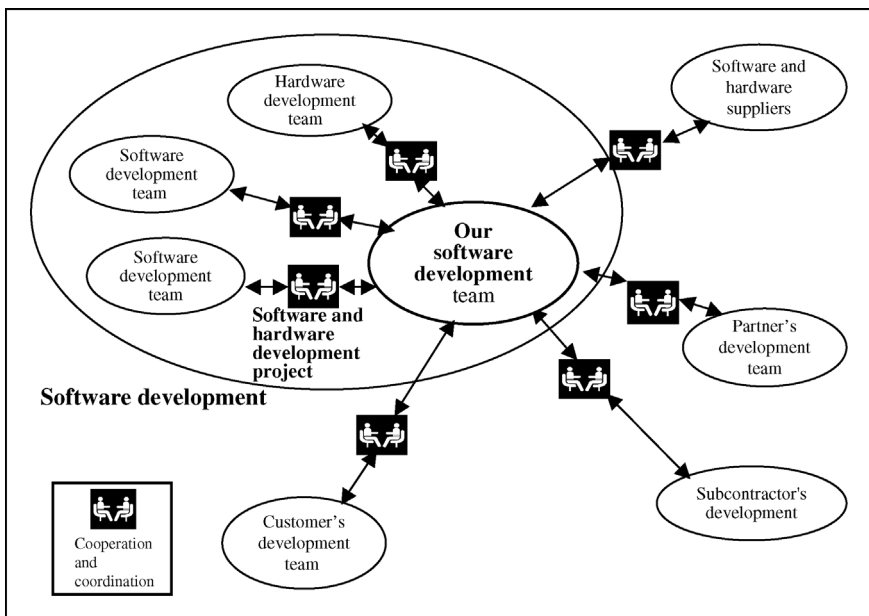 Hardware
development
team
Software and
hardware
suppliers
Software
development
team
Our
software
development
team
Software
development
team
Software and
hardware
development
project
Partner's
development
team
Software development
Subcontractor's
development
Customer's
development
team
Cooperation
and
coordination